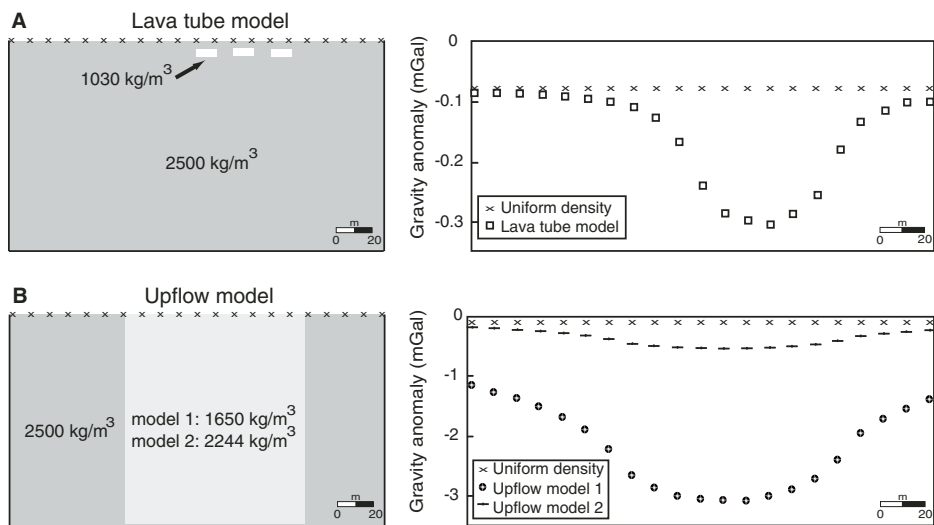 A
Lava tube model
1030 kg/m³
2500 kg/m³
m
0 20
Gravity anomaly (mGal)
0
-0.1
-0.2
-0.3
× Uniform density
□ Lava tube model
m
0 20
B
Upflow model
2500 kg/m³
model 1: 1650 kg/m³
model 2: 2244 kg/m³
m
0 20
Gravity anomaly (mGal)
0
-1
-2
-3
× Uniform density
Upflow model 1
Upflow model 2
m
0 20